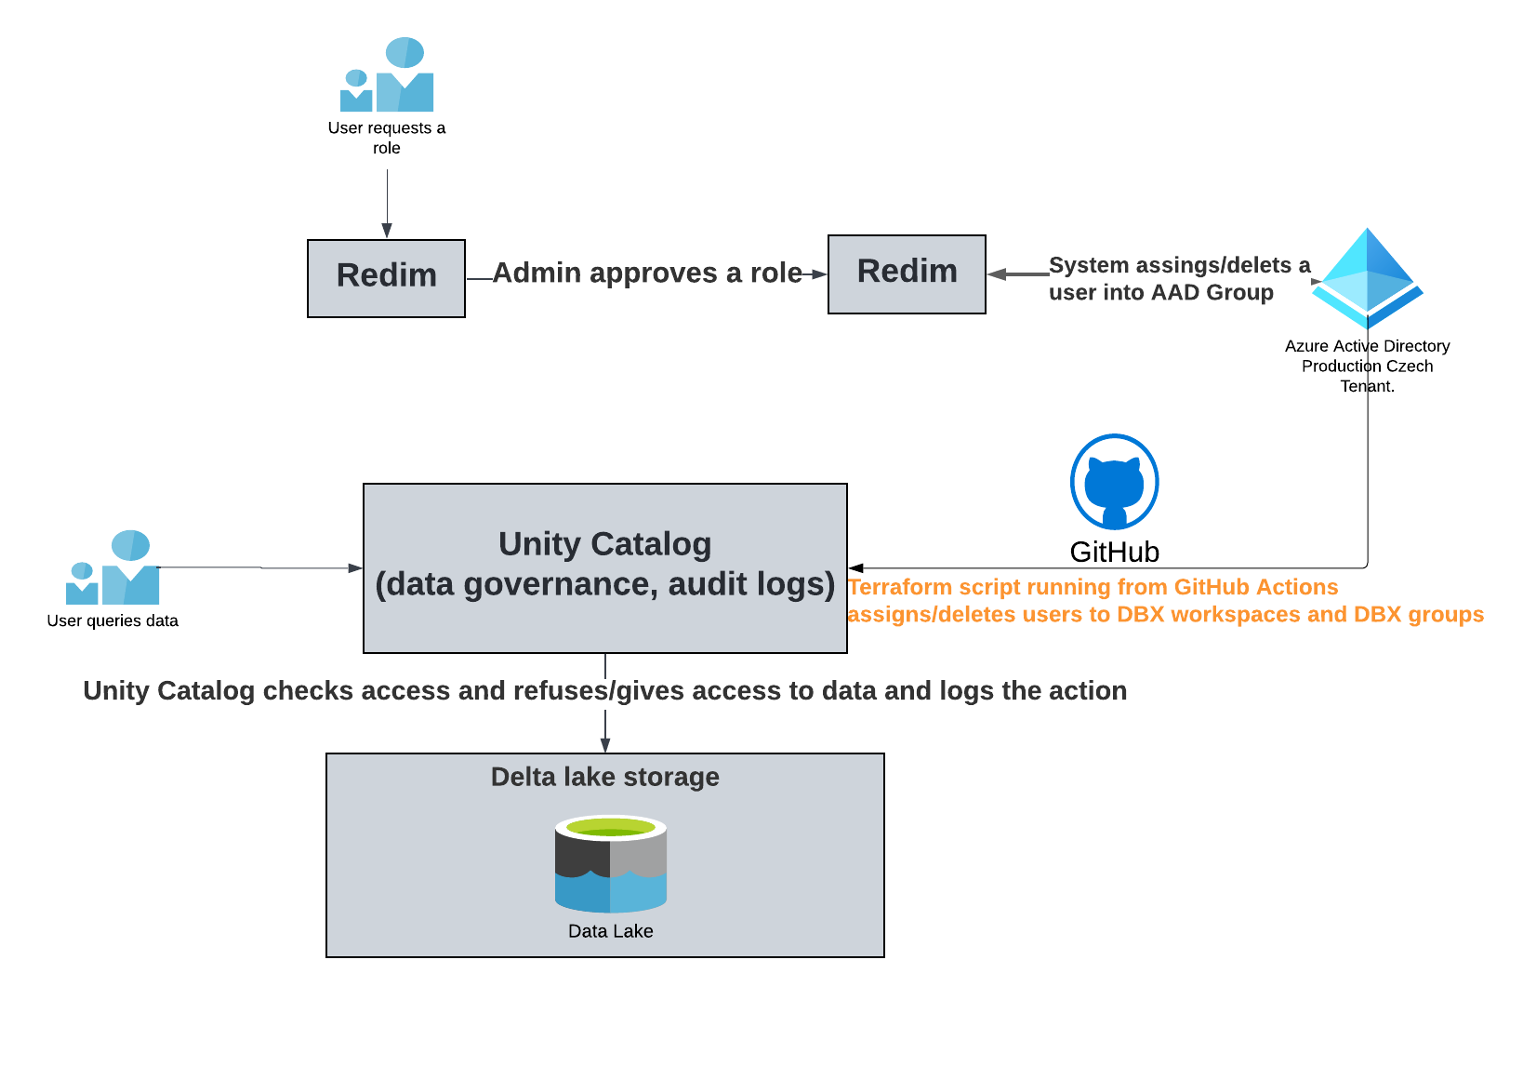 User requests a
role
Redim
Admin approves a role
Redim
System assings/delets a
user into AAD Group
Azure Active Directory
Production Czech
Tenant.
GitHub
Unity Catalog
(data governance, audit logs)
Terraform script running from GitHub Actions
assigns/deletes users to DBX workspaces and DBX groups
User queries data
Unity Catalog checks access and refuses/gives access to data and logs the action
Delta lake storage
Data Lake